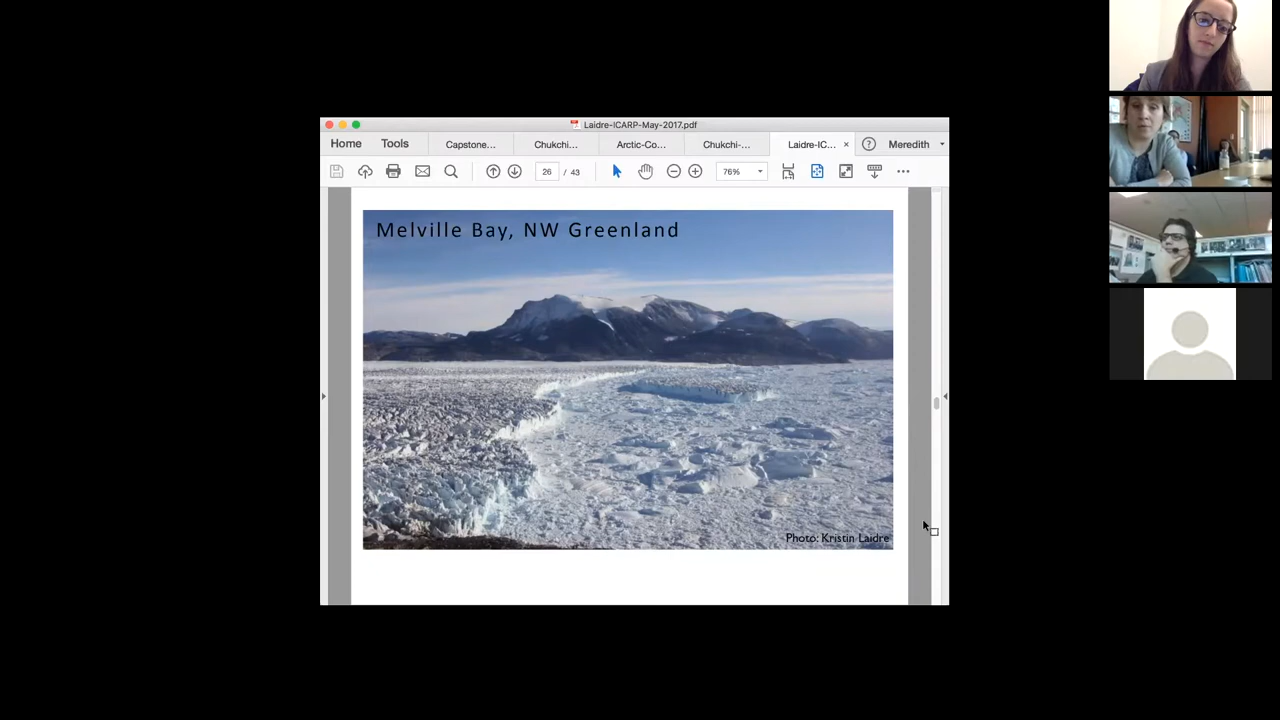 Laidre-ICARP-May-2017.pdf
Home Tools Capstone... Chukchi... Arctic-Co... Chukchi-... Laidre-IC... × ? Meredith
26 / 43 76%
Melville Bay, NW Greenland
Photo: Kristin Laidre